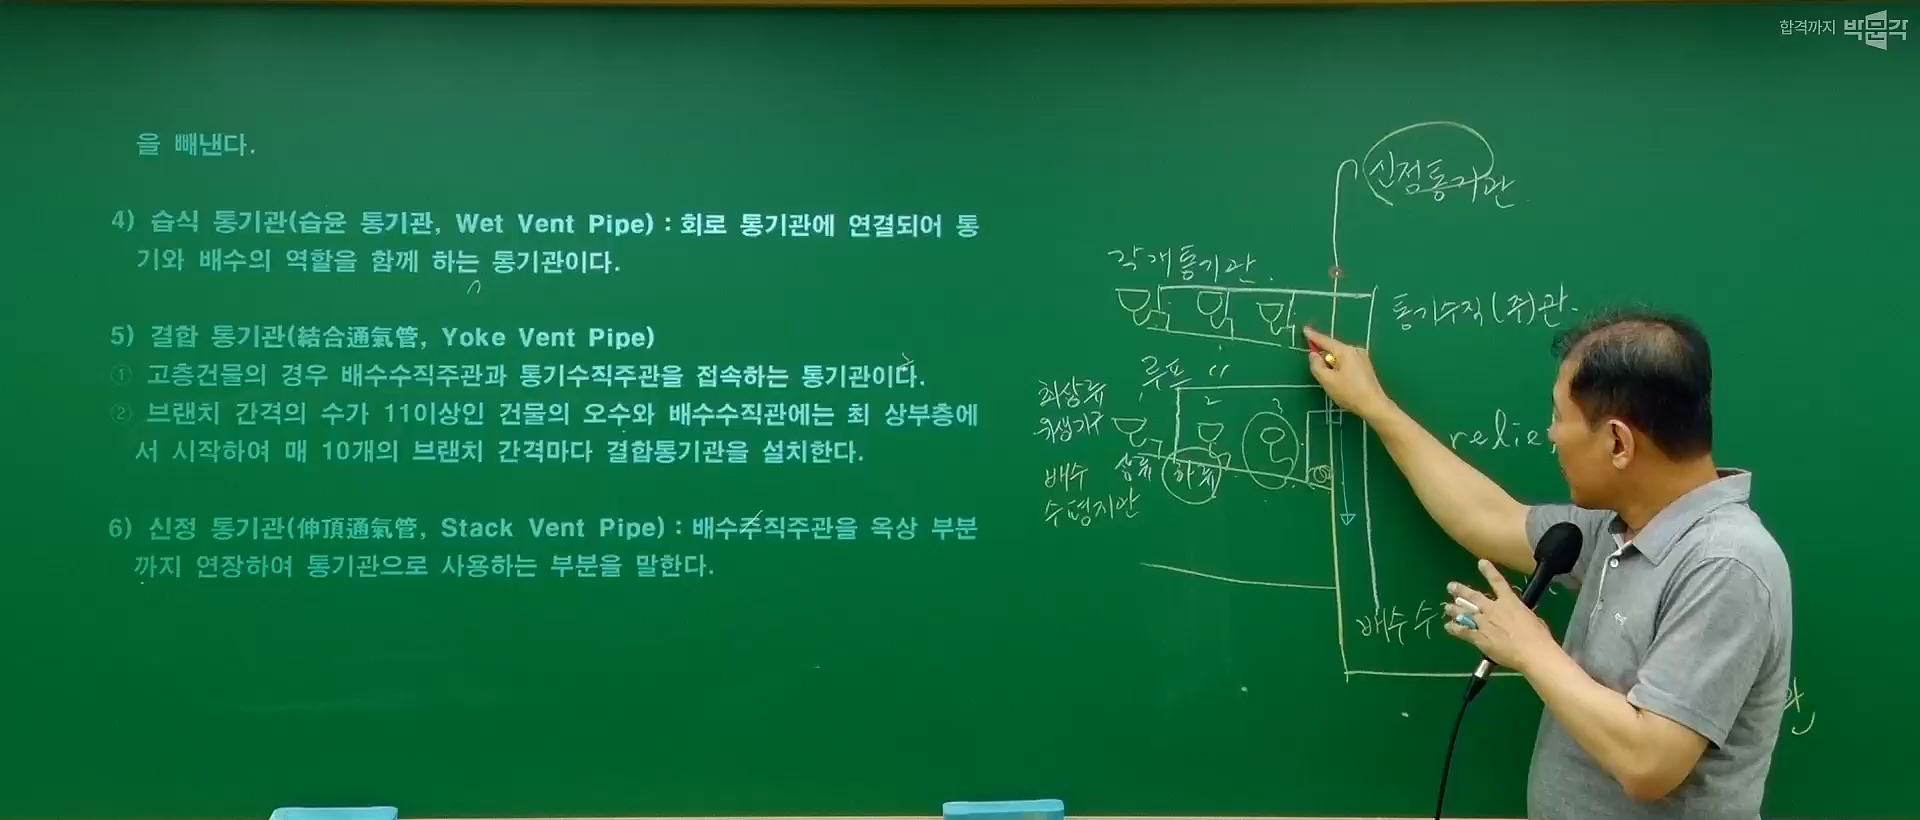 합격까지 박문각
을 빼낸다.
4) 습식 통기관(습윤 통기관, Wet Vent Pipe) : 회로 통기관에 연결되어 통
기와 배수의 역할을 함께 하는 통기관이다.
5) 결합 통기관(結合通氣管, Yoke Vent Pipe)
① 고층건물의 경우 배수수직주관과 통기수직주관을 접속하는 통기관이다.
② 브랜치 간격의 수가 11이상인 건물의 오수와 배수수직관에는 최 상부층에
서 시작하여 매 10개의 브랜치 간격마다 결합통기관을 설치한다.
6) 신정 통기관(伸頂通氣管, Stack Vent Pipe) : 배수수직주관을 옥상 부분
까지 연장하여 통기관으로 사용하는 부분을 말한다.
신정통기관
각개통기관.
통기수직(주)관.
루프 〃
최상류
위생기구
2 3
relie
배수 상류 하류
수평지관
배수수
관